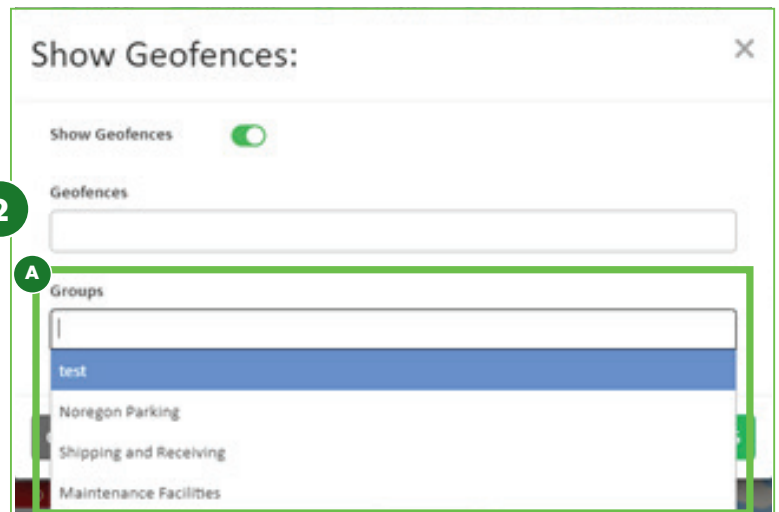 Show Geofences:
×
Show Geofences
2
Geofences
A
Groups
test
Noregon Parking
Shipping and Receiving
Maintenance Facilities